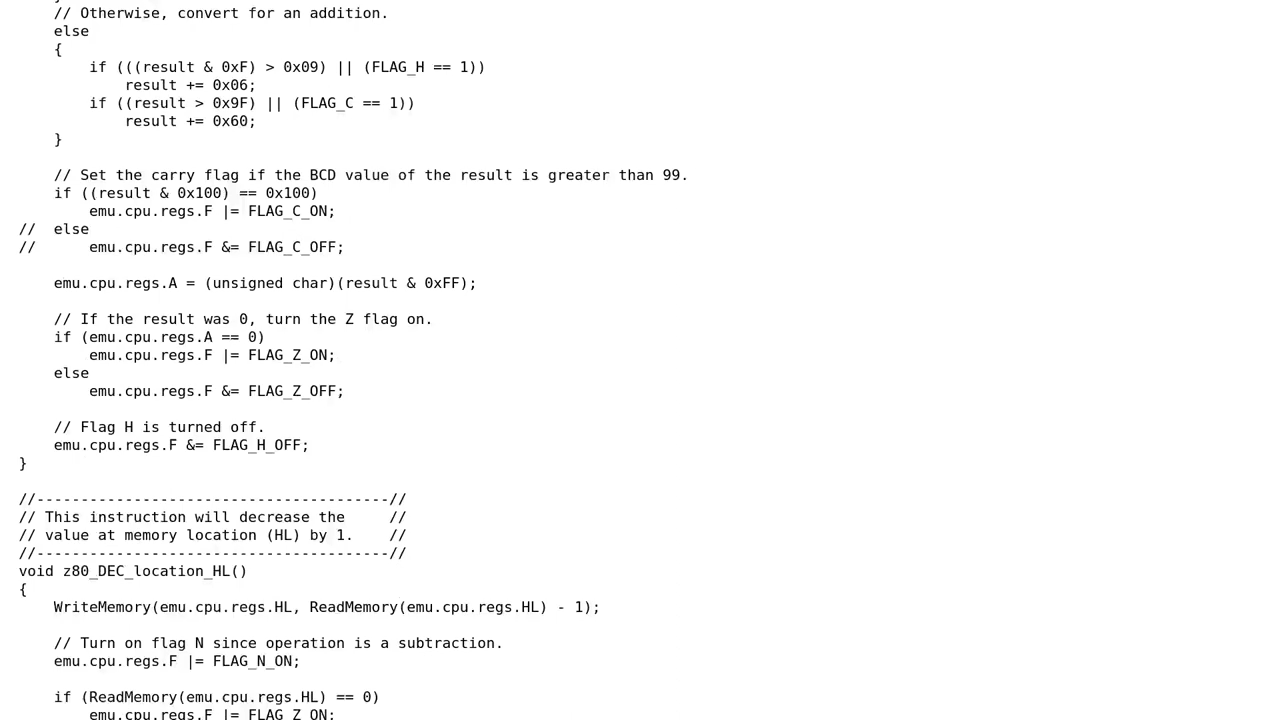 // Otherwise, convert for an addition.
    else
    {
        if (((result & 0xF) > 0x09) || (FLAG_H == 1))
            result += 0x06;
        if ((result > 0x9F) || (FLAG_C == 1))
            result += 0x60;
    }

    // Set the carry flag if the BCD value of the result is greater than 99.
    if ((result & 0x100) == 0x100)
        emu.cpu.regs.F |= FLAG_C_ON;
//  else
//      emu.cpu.regs.F &= FLAG_C_OFF;

    emu.cpu.regs.A = (unsigned char)(result & 0xFF);

    // If the result was 0, turn the Z flag on.
    if (emu.cpu.regs.A == 0)
        emu.cpu.regs.F |= FLAG_Z_ON;
    else
        emu.cpu.regs.F &= FLAG_Z_OFF;

    // Flag H is turned off.
    emu.cpu.regs.F &= FLAG_H_OFF;
}

//----------------------------------------//
// This instruction will decrease the     //
// value at memory location (HL) by 1.    //
//----------------------------------------//
void z80_DEC_location_HL()
{
    WriteMemory(emu.cpu.regs.HL, ReadMemory(emu.cpu.regs.HL) - 1);

    // Turn on flag N since operation is a subtraction.
    emu.cpu.regs.F |= FLAG_N_ON;

    if (ReadMemory(emu.cpu.regs.HL) == 0)
        emu.cpu.regs.F |= FLAG_Z_ON;